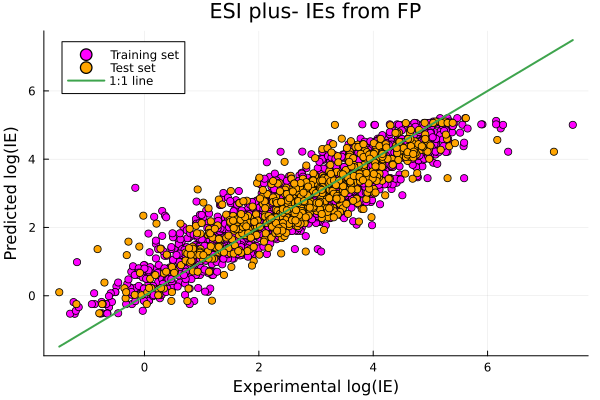 ESI plus- IEs from FP
Training set
Test set
1:1 line
6
4
2
0
Predicted log(IE)
0 2 4 6
Experimental log(IE)